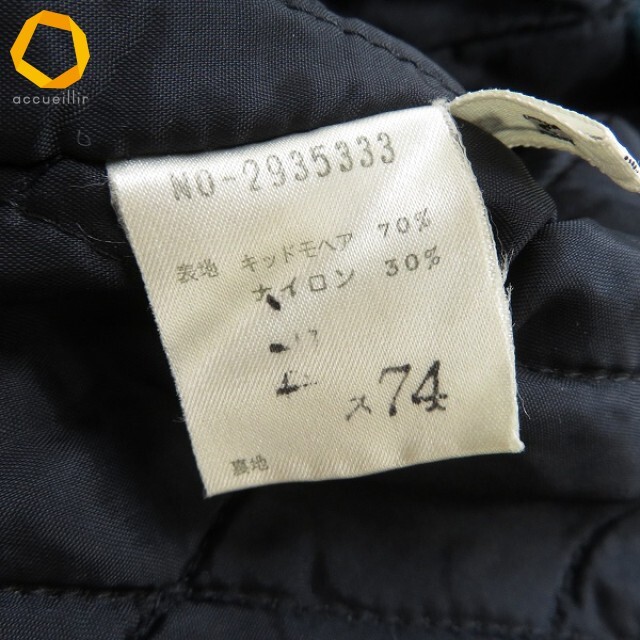 accueillir
NO-2935333
表地 キッドモヘア 70%
ナイロン 30%
ス74
裏地